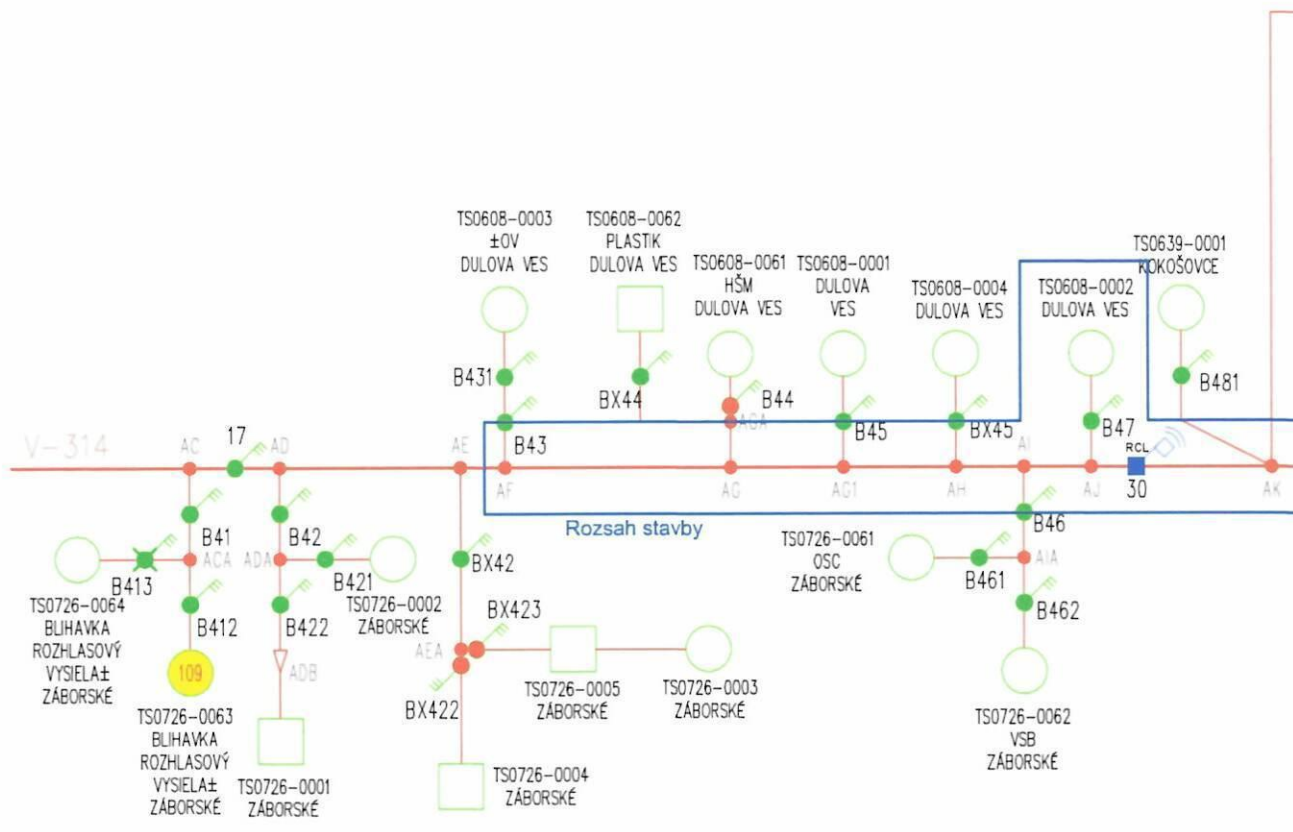 TS0608-0003
±OV
DULOVA VES
TS0608-0062
PLASTIK
DULOVA VES
TS0608-0061
HŠM
DULOVA VES
TS0608-0001
DULOVA
VES
TS0608-0004
DULOVA VES
TS0608-0002
DULOVA VES
TS0639-0001
KOKOŠOVCE
B431
BX44
B44
AGA
B43
B45
BX45
B47
B481
V-314
AC
17
AD
AE
AF
AG
AG1
AH
AI
AJ
RCL
30
AK
Rozsah stavby
B41
ACA
B413
B412
TS0726-0064
BLIHAVKA
ROZHLASOVÝ
VYSIELA±
ZÁBORSKÉ
109
TS0726-0063
BLIHAVKA
ROZHLASOVÝ
VYSIELA±
ZÁBORSKÉ
B42
ADA
B421
TS0726-0002
ZÁBORSKÉ
B422
ADB
TS0726-0001
ZÁBORSKÉ
BX42
BX423
AEA
BX422
TS0726-0005
ZÁBORSKÉ
TS0726-0003
ZÁBORSKÉ
TS0726-0004
ZÁBORSKÉ
B46
TS0726-0061
OSC
ZÁBORSKÉ
B461
AIA
B462
TS0726-0062
VSB
ZÁBORSKÉ